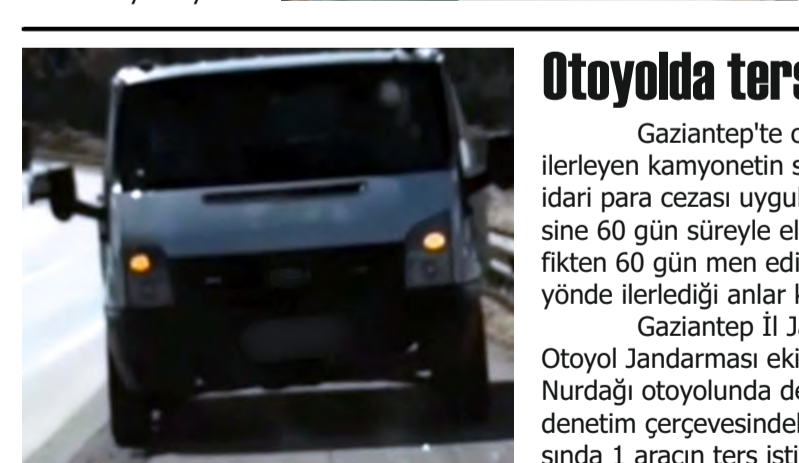 Otoyolda ters
Gaziantep'te o
ilerleyen kamyonetin s
idari para cezası uygul
sine 60 gün süreyle el
fikten 60 gün men edi
yönde ilerlediği anlar k
Gaziantep İl Ja
Otoyol Jandarması eki
Nurdağı otoyolunda de
denetim çerçevesindel
sında 1 aracın ters isti